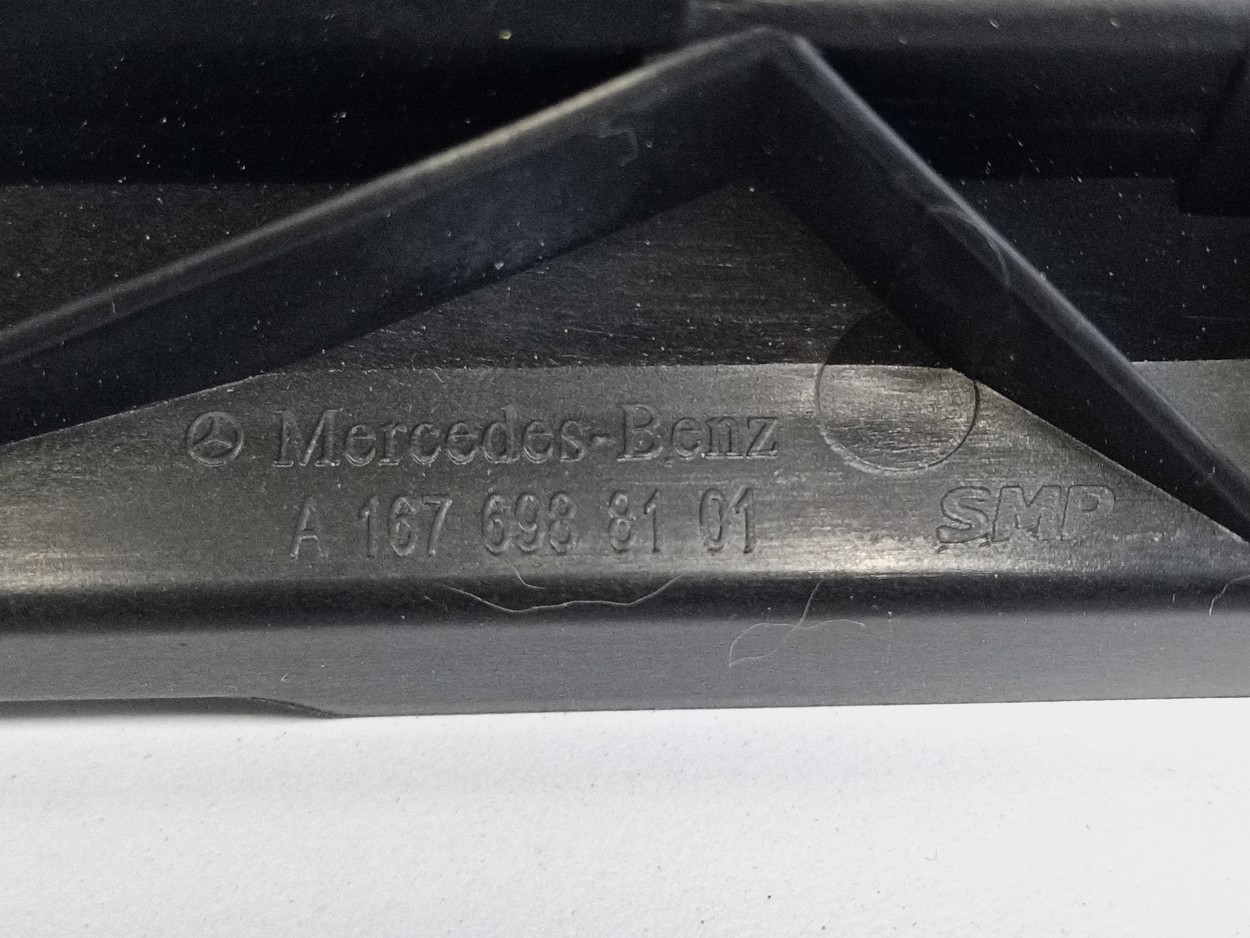 Mercedes-Benz
A 167 698 81 01
SMP